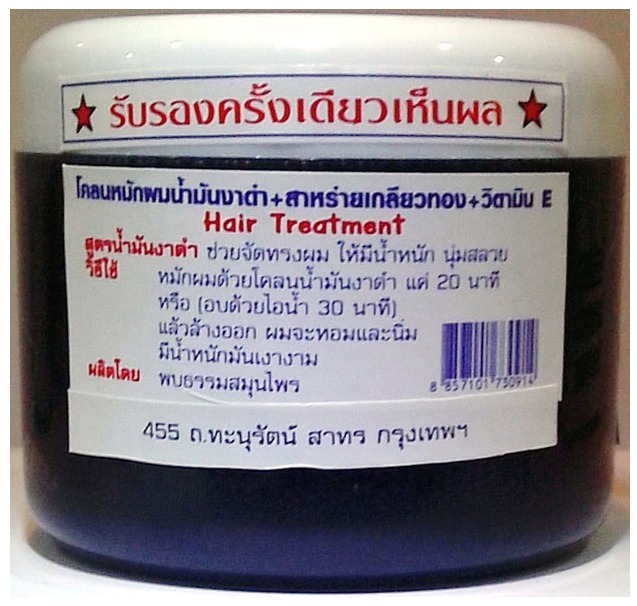 รับรองครั้งเดียวเห็นผล
โคลนหมักผมน้ำมันงาดำ+สาหร่ายเกลียวทอง+วิตามิน E
Hair Treatment
สูตรน้ำมันงาดำ ช่วยจัดทรงผม ให้มีน้ำหนัก นุ่มสลวย
วิธีใช้ หมักผมด้วยโคลนน้ำมันงาดำ แค่ 20 นาที
หรือ (อบด้วยไอน้ำ 30 นาที)
แล้วล้างออก ผมจะหอมและนิ่ม
มีน้ำหนักมันเงางาม
ผลิตโดย พบธรรมสมุนไพร
8 857101 730914
455 ถ.ทะนุรัตน์ สาทร กรุงเทพฯ